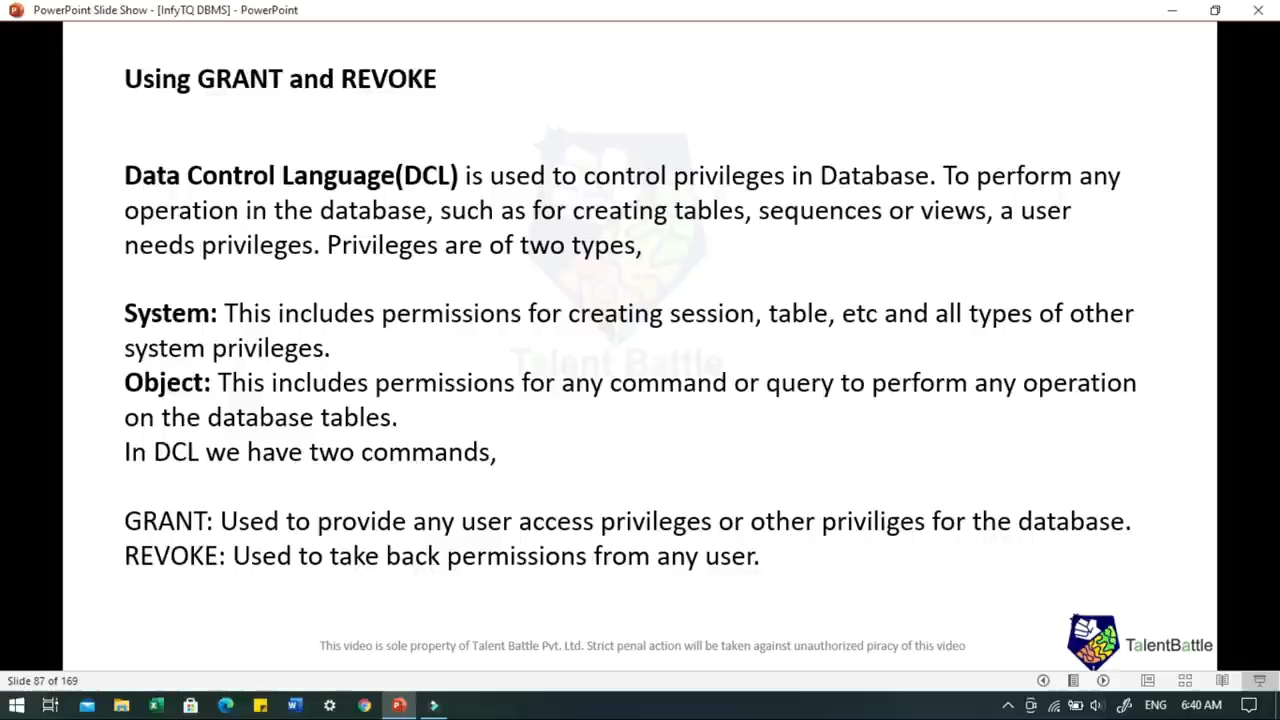 PowerPoint Slide Show - [InfyTQ DBMS] - PowerPoint
Using GRANT and REVOKE
Data Control Language(DCL) is used to control privileges in Database. To perform any
operation in the database, such as for creating tables, sequences or views, a user
needs privileges. Privileges are of two types,
System: This includes permissions for creating session, table, etc and all types of other
system privileges.
Object: This includes permissions for any command or query to perform any operation
on the database tables.
In DCL we have two commands,
GRANT: Used to provide any user access privileges or other priviliges for the database.
REVOKE: Used to take back permissions from any user.
Talent Battle
This video is sole property of Talent Battle Pvt. Ltd. Strict penal action will be taken against unauthorized piracy of this video
TalentBattle
Slide 87 of 169
ENG 6:40 AM